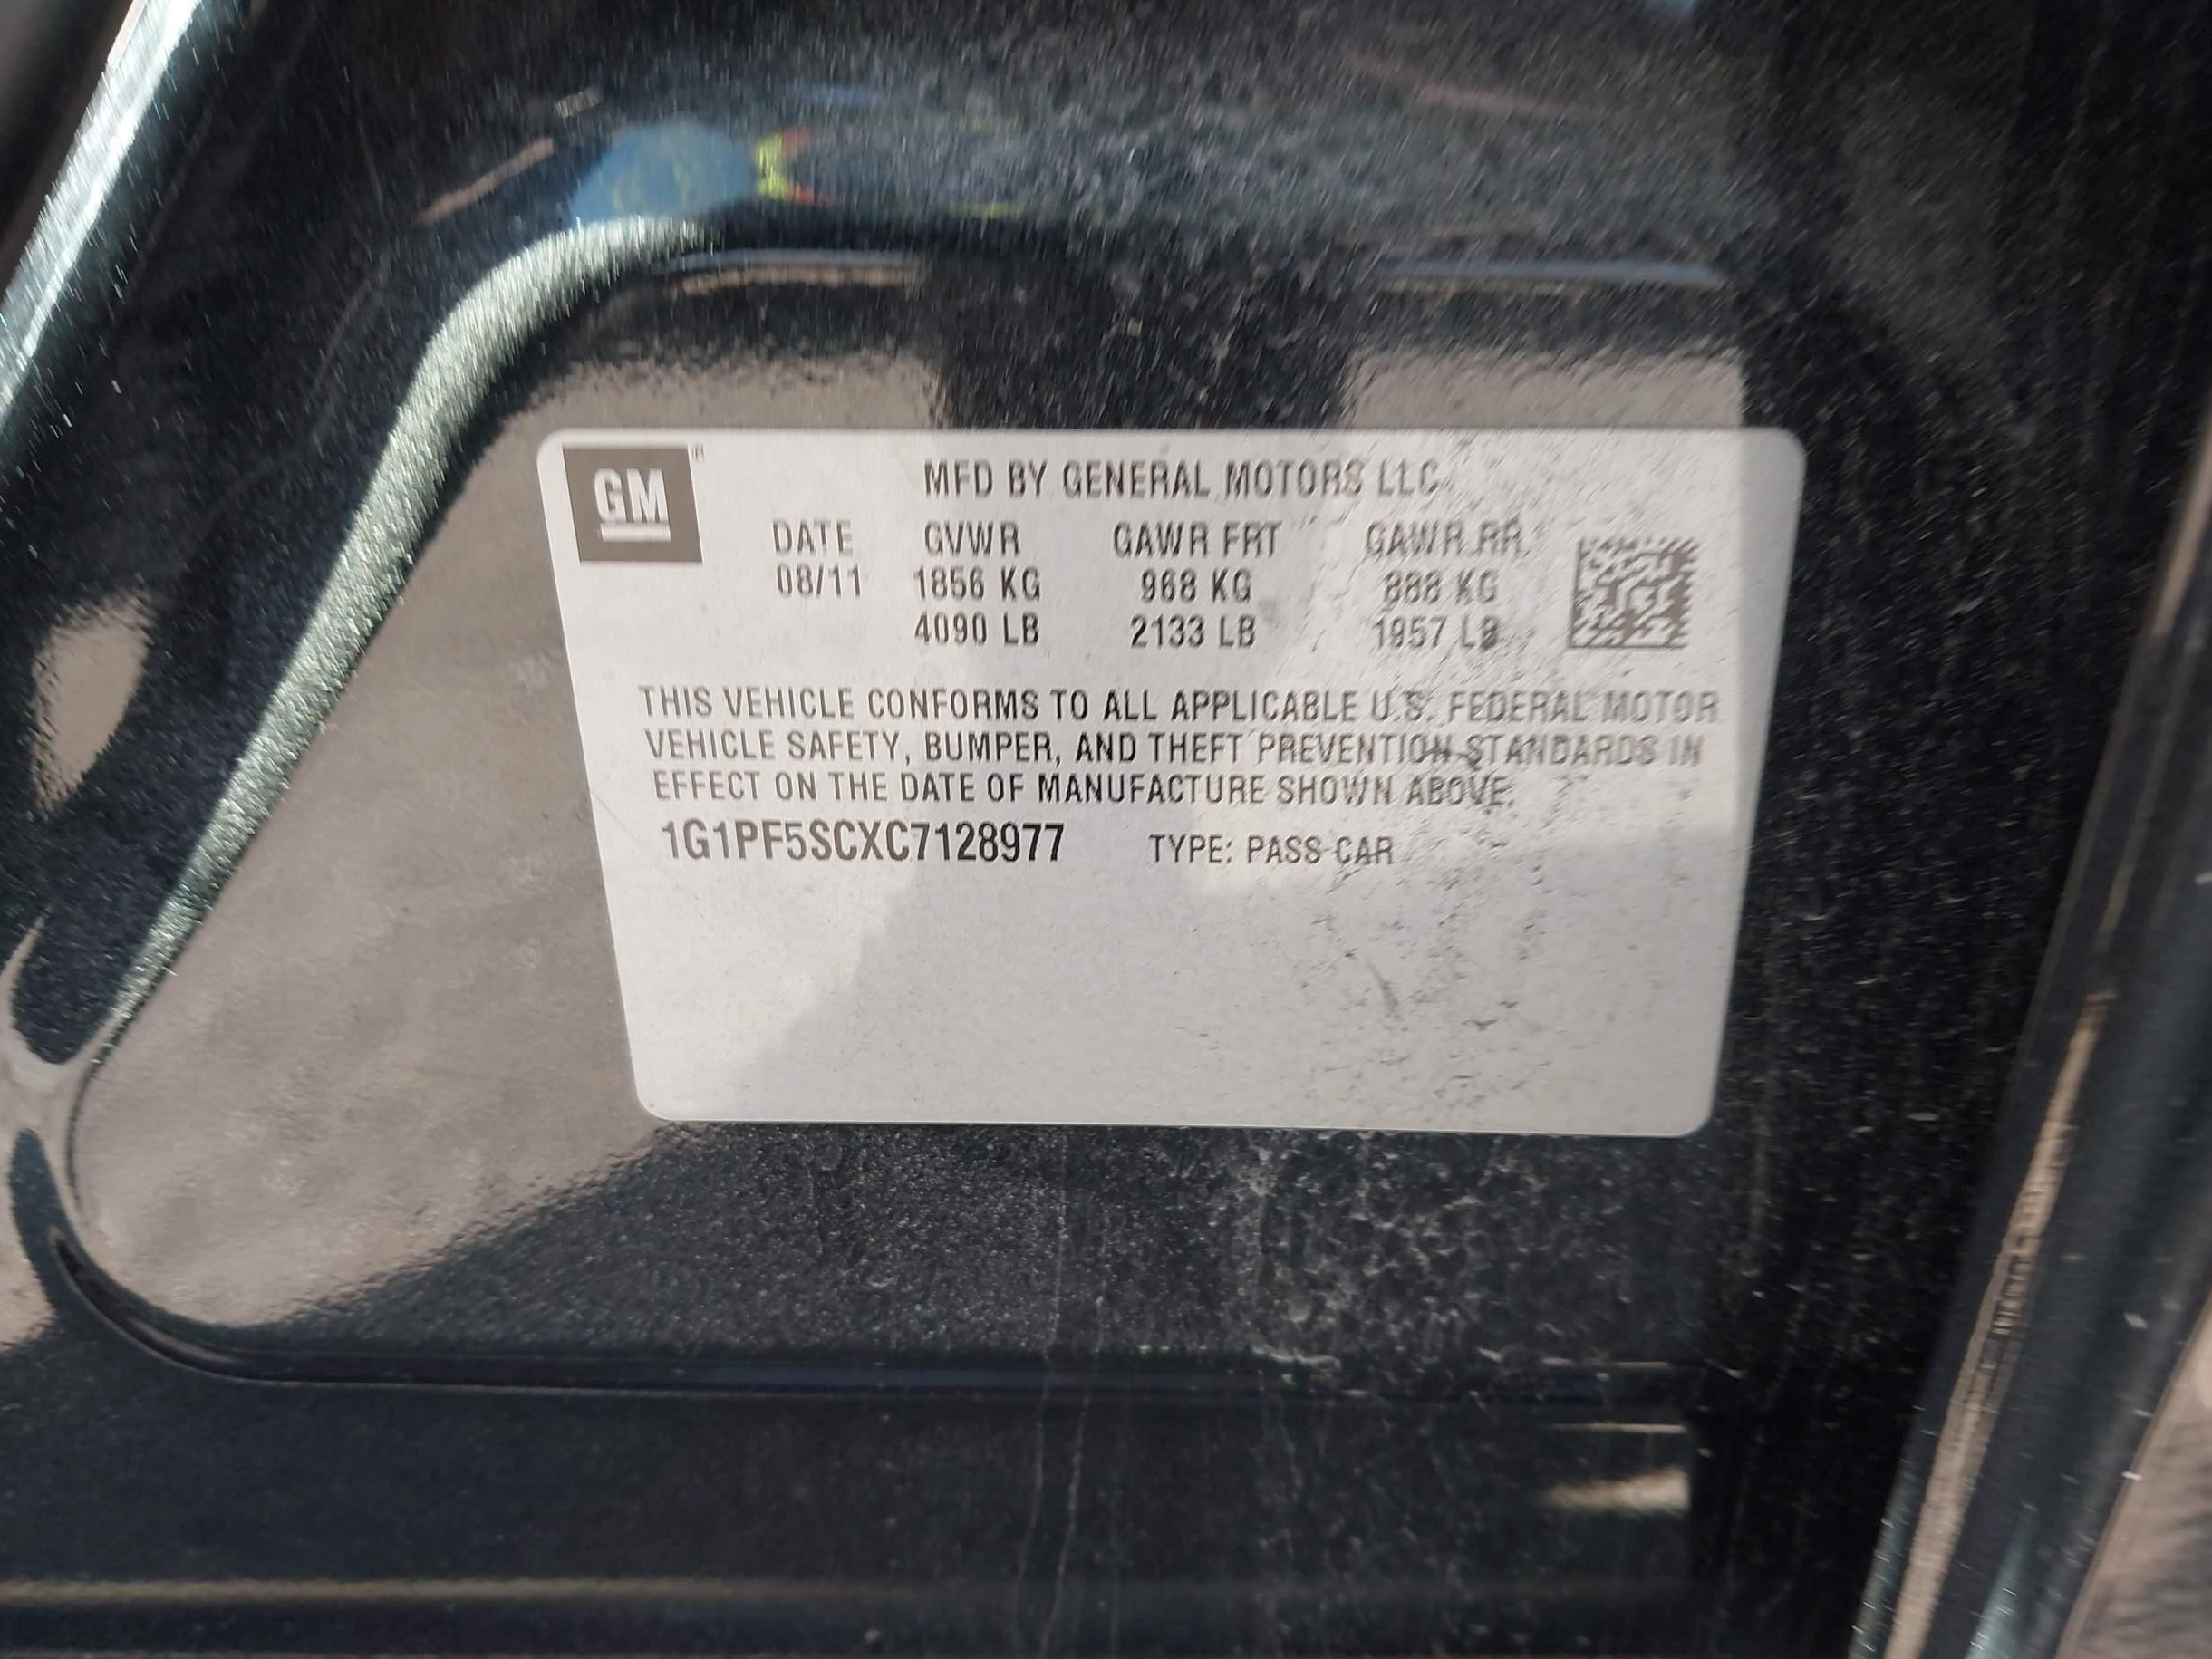 GM
MFD BY GENERAL MOTORS LLC
DATE GVWR GAWR FRT GAWR RR
08/11 1856 KG 968 KG 888 KG
4090 LB 2133 LB 1957 LB
THIS VEHICLE CONFORMS TO ALL APPLICABLE U.S. FEDERAL MOTOR
VEHICLE SAFETY, BUMPER, AND THEFT PREVENTION STANDARDS IN
EFFECT ON THE DATE OF MANUFACTURE SHOWN ABOVE.
1G1PF5SCXC7128977 TYPE: PASS CAR